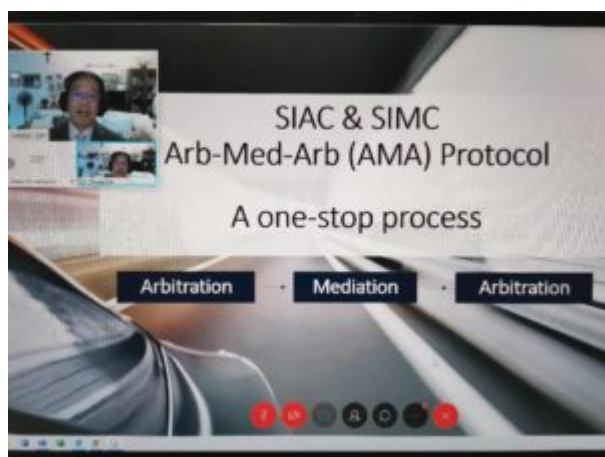 SIAC & SIMC
Arb-Med-Arb (AMA) Protocol
A one-stop process
Arbitration
Mediation
Arbitration